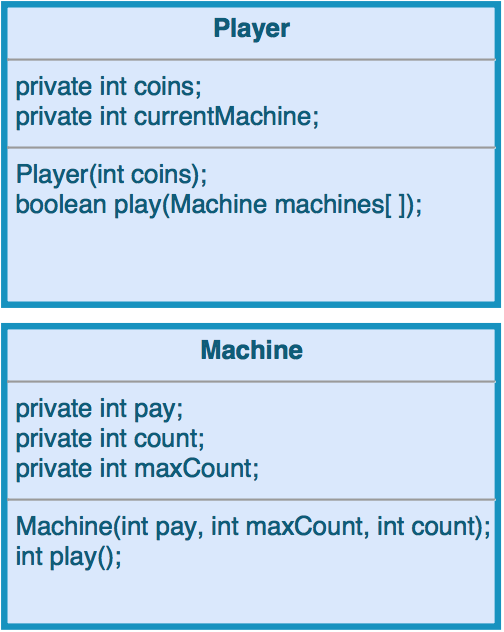 Player
private int coins;
private int currentMachine;
Player(int coins);
boolean play(Machine machines[ ]);
Machine
private int pay;
private int count;
private int maxCount;
Machine(int pay, int maxCount, int count);
int play();